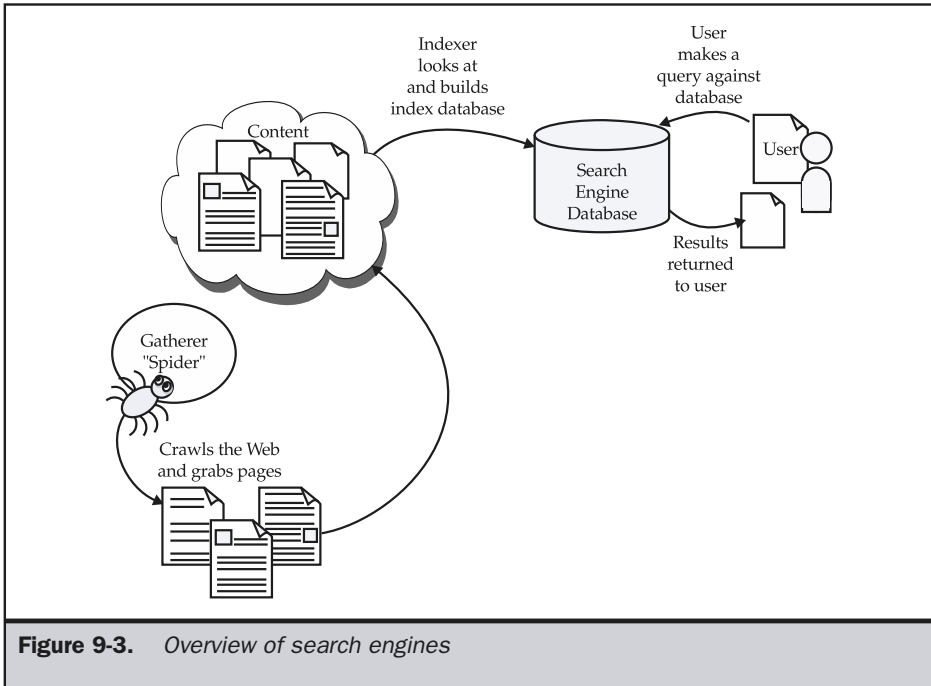 Indexer
looks at
and builds
index database
User
makes a
query against
database
Content
User
Search
Engine
Database
Results
returned
to user
Gatherer
"Spider"
Crawls the Web
and grabs pages
Figure 9-3. Overview of search engines